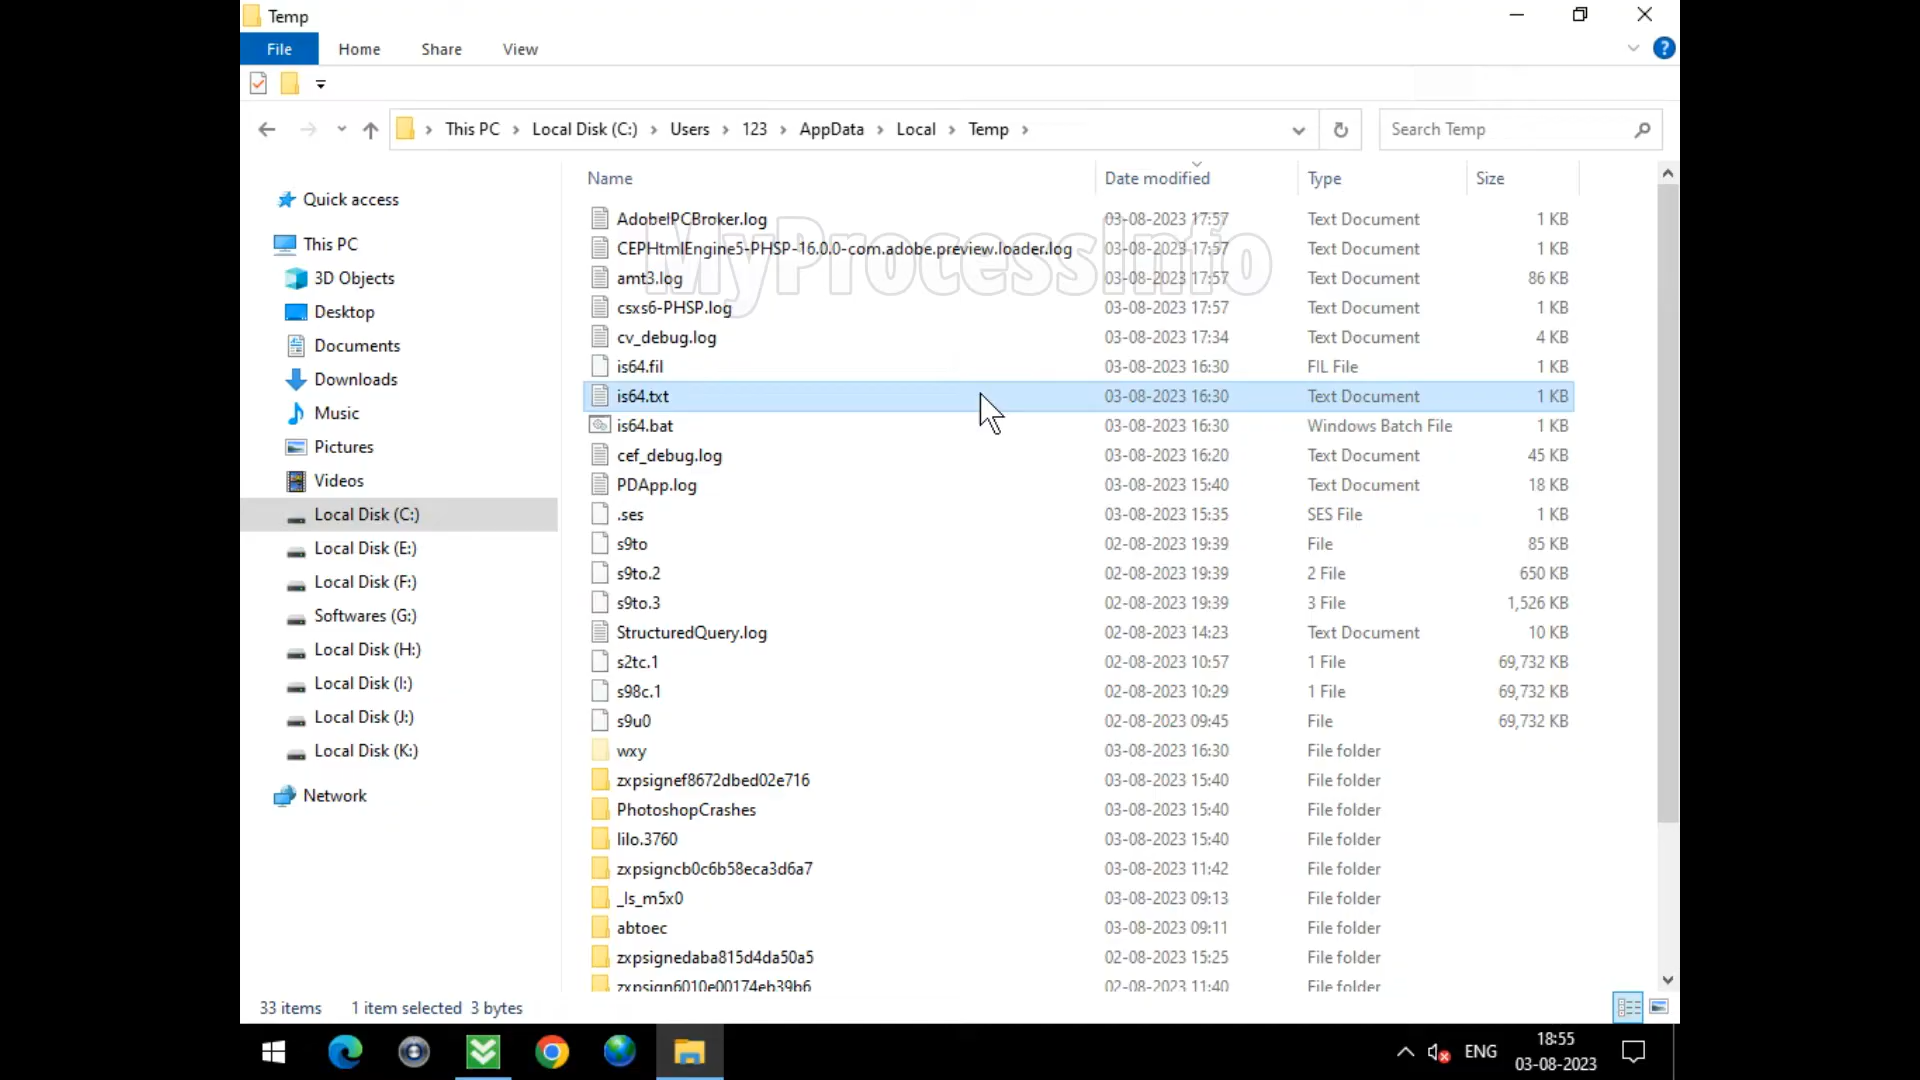 Temp
File Home Share View
This PC Local Disk (C:) Users 123 AppData Local Temp
Search Temp
Quick access
This PC
3D Objects
Desktop
Documents
Downloads
Music
Pictures
Videos
Local Disk (C:)
Local Disk (E:)
Local Disk (F:)
Softwares (G:)
Local Disk (H:)
Local Disk (I:)
Local Disk (J:)
Local Disk (K:)
Network
Name Date modified Type Size
AdobeIPCBroker.log 03-08-2023 17:57 Text Document 1 KB
CEPHtmlEngine5-PHSP-16.0.0-com.adobe.preview.loader.log 03-08-2023 17:57 Text Document 1 KB
MyProcessInfo
amt3.log 03-08-2023 17:57 Text Document 86 KB
csxs6-PHSP.log 03-08-2023 17:57 Text Document 1 KB
cv_debug.log 03-08-2023 17:34 Text Document 4 KB
is64.fil 03-08-2023 16:30 FIL File 1 KB
is64.txt 03-08-2023 16:30 Text Document 1 KB
is64.bat 03-08-2023 16:30 Windows Batch File 1 KB
cef_debug.log 03-08-2023 16:20 Text Document 45 KB
PDApp.log 03-08-2023 15:40 Text Document 18 KB
.ses 03-08-2023 15:35 SES File 1 KB
s9to 02-08-2023 19:39 File 85 KB
s9to.2 02-08-2023 19:39 2 File 650 KB
s9to.3 02-08-2023 19:39 3 File 1,526 KB
StructuredQuery.log 02-08-2023 14:23 Text Document 10 KB
s2tc.1 02-08-2023 10:57 1 File 69,732 KB
s98c.1 02-08-2023 10:29 1 File 69,732 KB
s9u0 02-08-2023 09:45 File 69,732 KB
wxy 03-08-2023 16:30 File folder
zxpsignef8672dbed02e716 03-08-2023 15:40 File folder
PhotoshopCrashes 03-08-2023 15:40 File folder
lilo.3760 03-08-2023 15:40 File folder
zxpsigncb0c6b58eca3d6a7 03-08-2023 11:42 File folder
_ls_m5x0 03-08-2023 09:13 File folder
abtoec 03-08-2023 09:11 File folder
zxpsignedaba815d4da50a5 02-08-2023 15:25 File folder
zxpsign6010e00174eb39b6 02-08-2023 11:40 File folder
33 items 1 item selected 3 bytes
ENG
18:55
03-08-2023